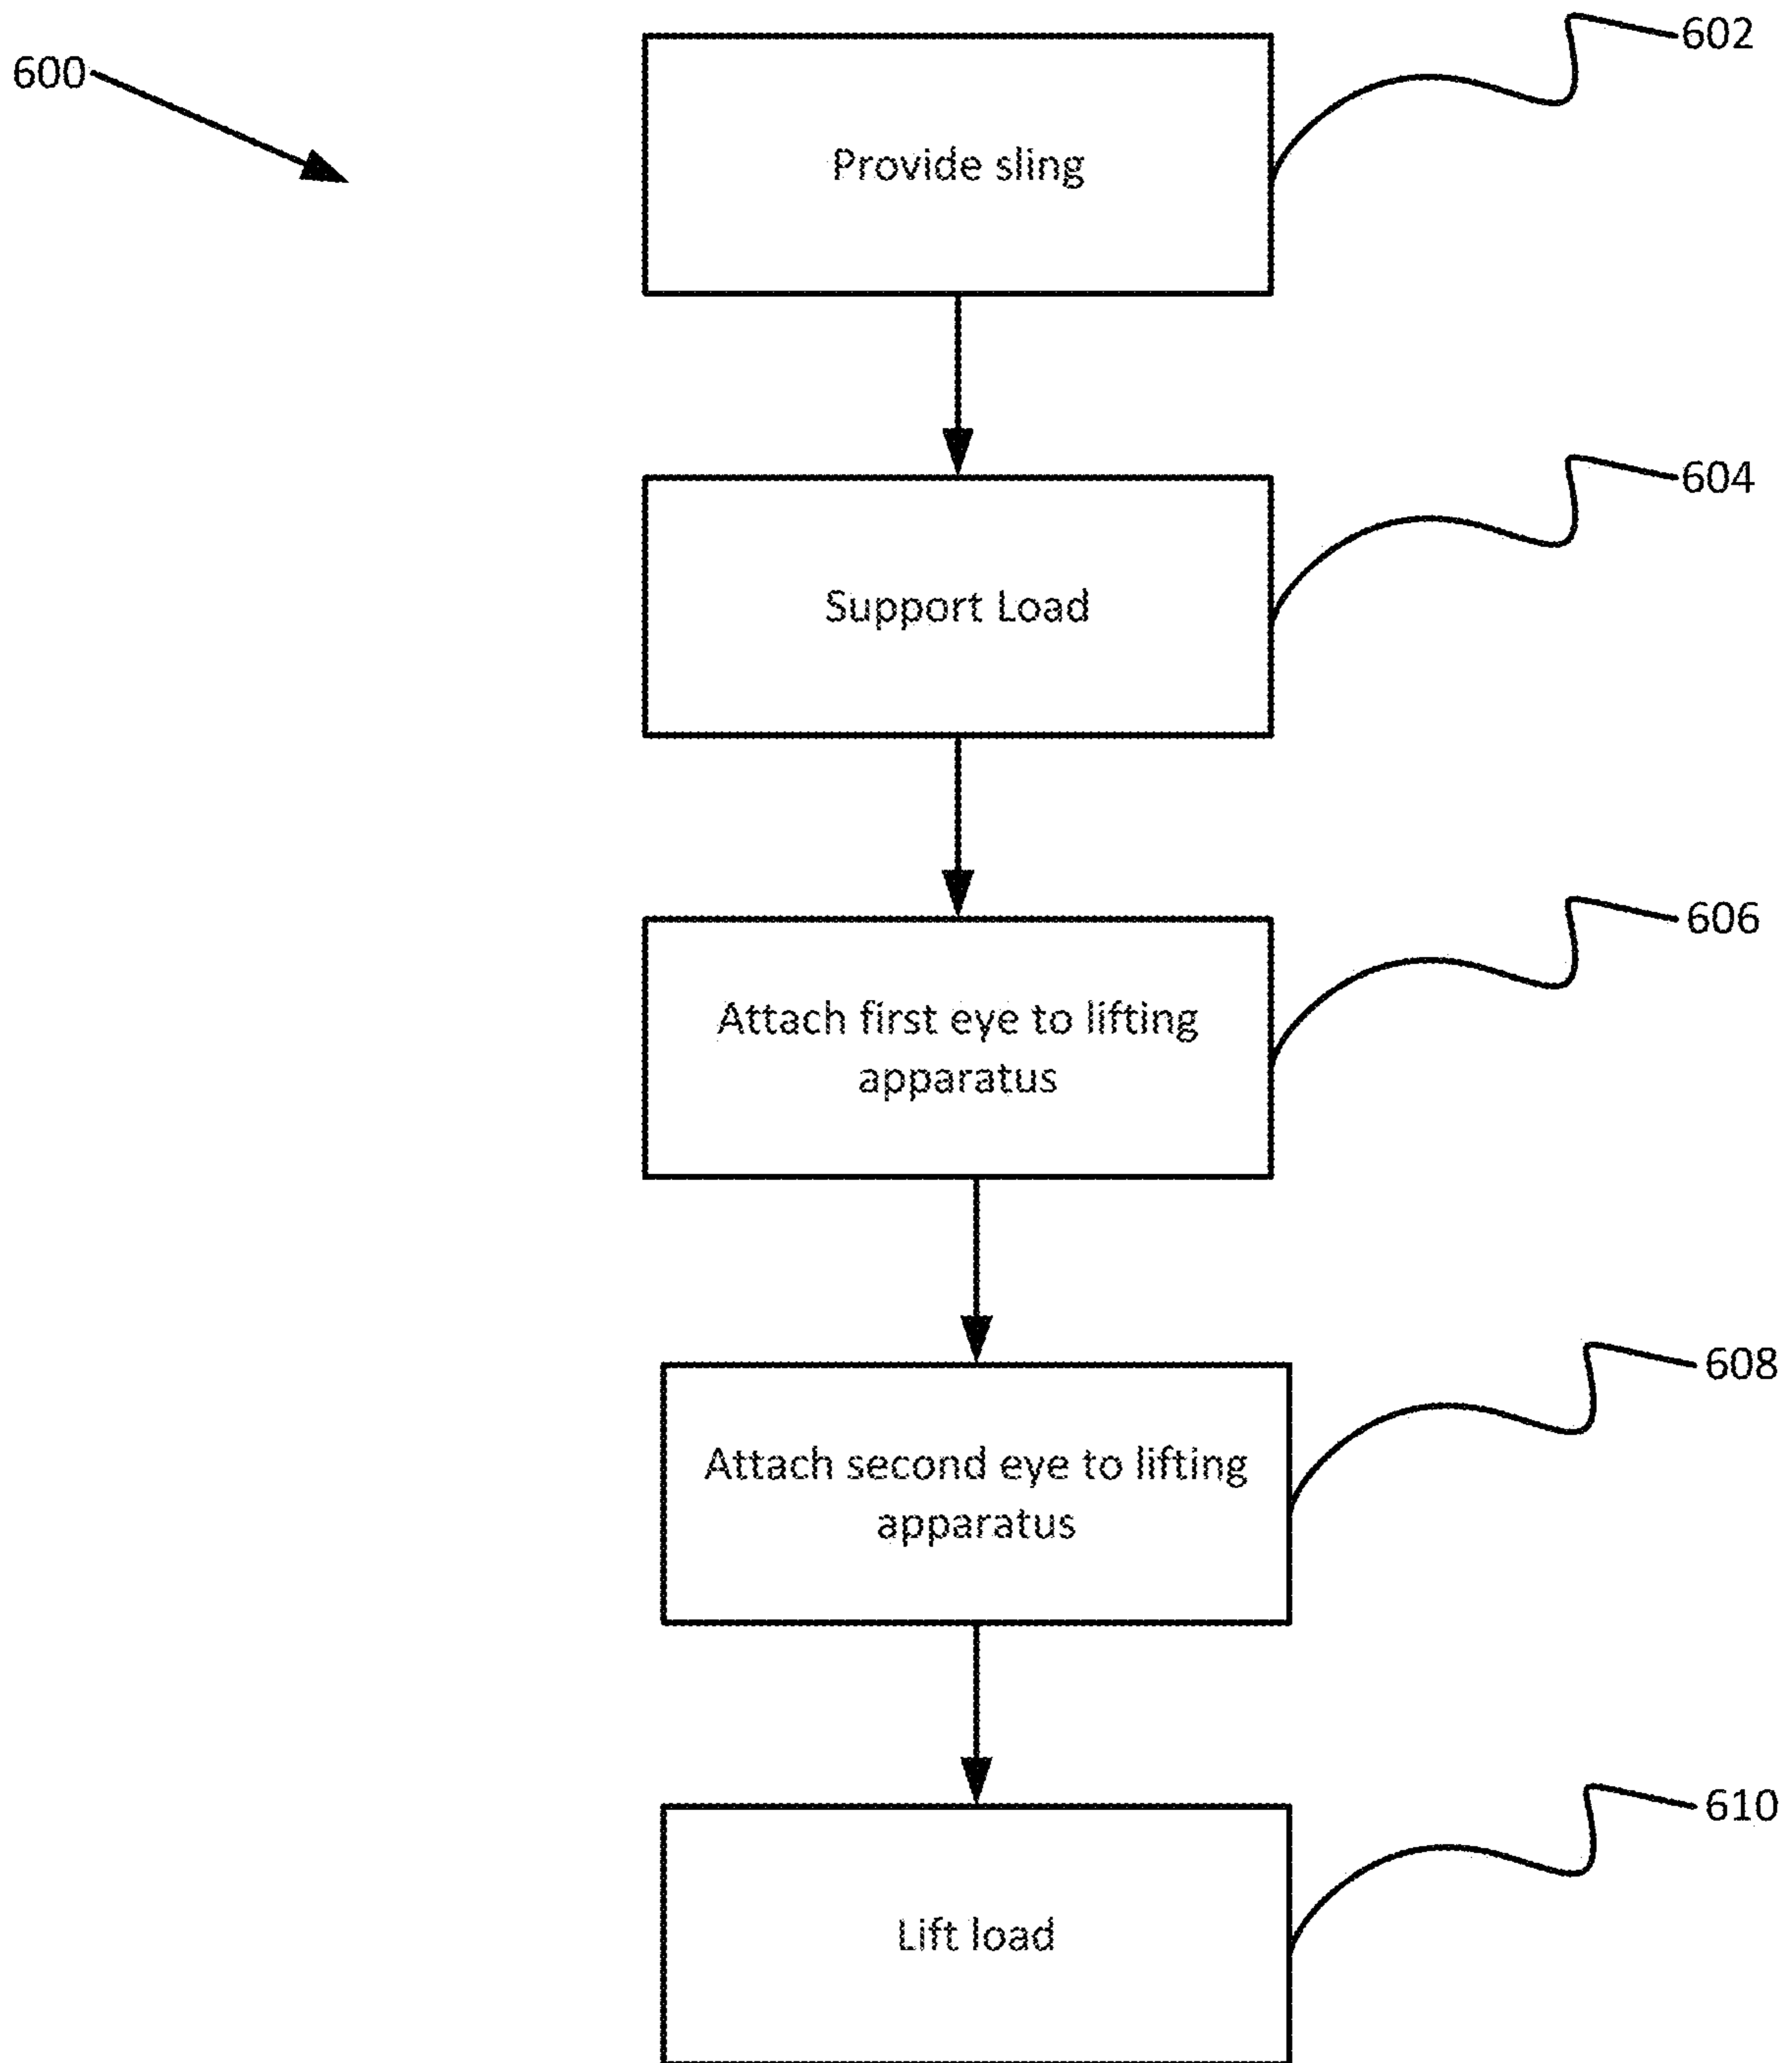 600
602
Provide sling
604
Support Load
606
Attach first eye to lifting
apparatus
608
Attach second eye to lifting
apparatus
610
Lift load